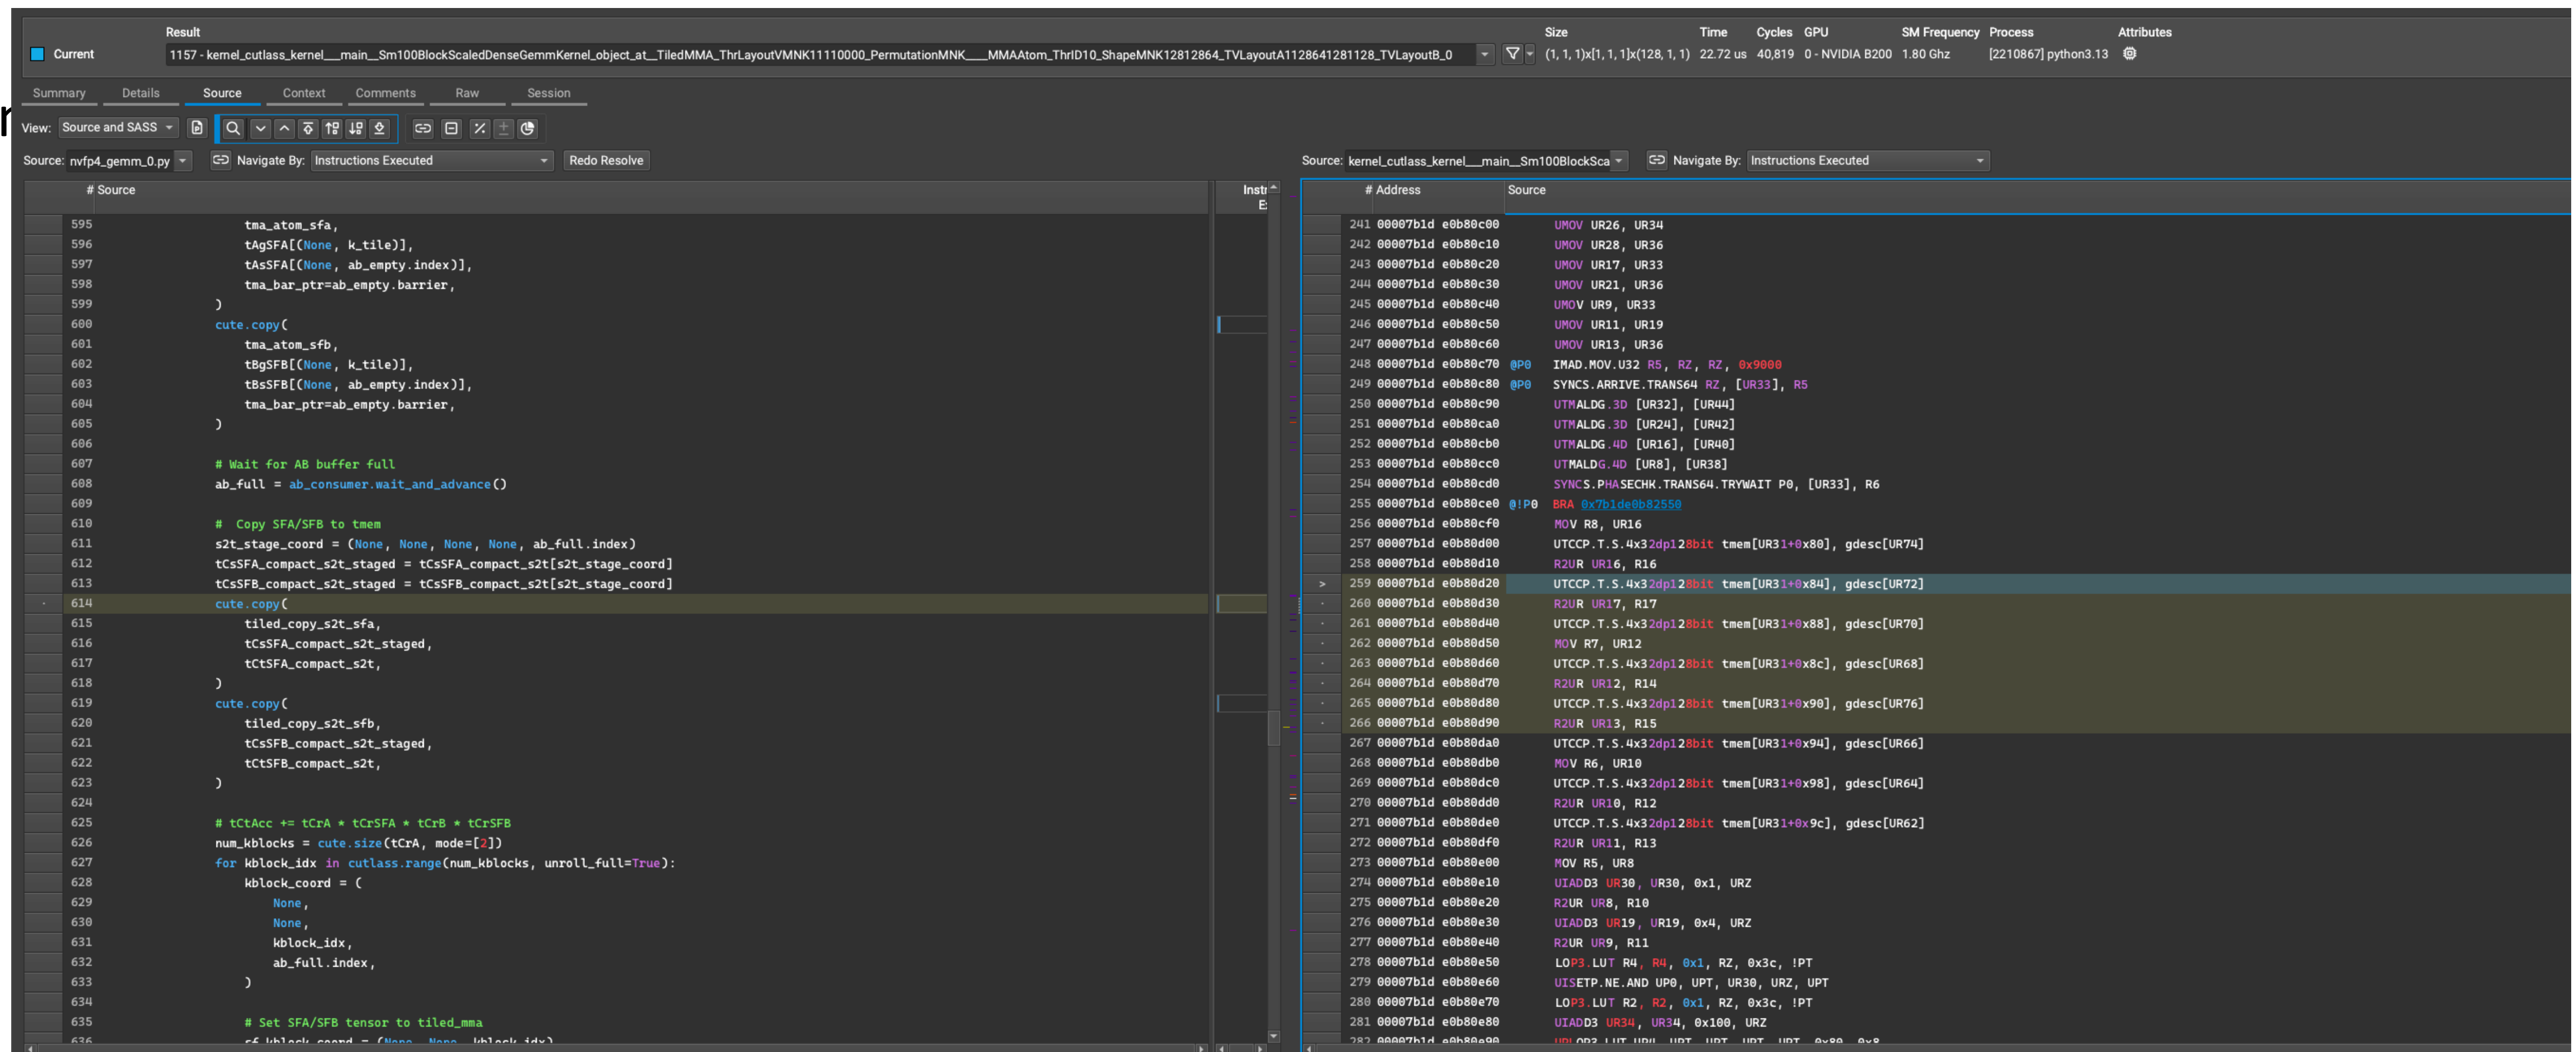 Result Size Time Cycles GPU SM Frequency Process Attributes
Current 1157 - kernel_cutlass_kernel___main__Sm100BlockScaledDenseGemmKernel_object_at__TiledMMA_ThrLayoutVMNK11110000_PermutationMNK____MMAAtom_ThrID10_ShapeMNK12812864_TVLayoutA1128641281128_TVLayoutB_0 (1, 1, 1)x[1, 1, 1]x(128, 1, 1) 22.72 us 40,819 0 - NVIDIA B200 1.80 Ghz [2210867] python3.13
Summary Details Source Context Comments Raw Session
View: Source and SASS
Source: nvfp4_gemm_0.py Navigate By: Instructions Executed Redo Resolve
# Source
595 tma_atom_sfa,
596 tAgSFA[(None, k_tile)],
597 tAsSFA[(None, ab_empty.index)],
598 tma_bar_ptr=ab_empty.barrier,
599 )
600 cute.copy(
601 tma_atom_sfb,
602 tBgSFB[(None, k_tile)],
603 tBsSFB[(None, ab_empty.index)],
604 tma_bar_ptr=ab_empty.barrier,
605 )
606
607 # Wait for AB buffer full
608 ab_full = ab_consumer.wait_and_advance()
609
610 #  Copy SFA/SFB to tmem
611 s2t_stage_coord = (None, None, None, None, ab_full.index)
612 tCsSFA_compact_s2t_staged = tCsSFA_compact_s2t[s2t_stage_coord]
613 tCsSFB_compact_s2t_staged = tCsSFB_compact_s2t[s2t_stage_coord]
614 cute.copy(
615 tiled_copy_s2t_sfa,
616 tCsSFA_compact_s2t_staged,
617 tCtSFA_compact_s2t,
618 )
619 cute.copy(
620 tiled_copy_s2t_sfb,
621 tCsSFB_compact_s2t_staged,
622 tCtSFB_compact_s2t,
623 )
624
625 # tCtAcc += tCrA * tCrSFA * tCrB * tCrSFB
626 num_kblocks = cute.size(tCrA, mode=[2])
627 for kblock_idx in cutlass.range(num_kblocks, unroll_full=True):
628 kblock_coord = (
629 None,
630 None,
631 kblock_idx,
632 ab_full.index,
633 )
634
635 # Set SFA/SFB tensor to tiled_mma
636 sf_kblock_coord = (None, None, kblock_idx)
Source: kernel_cutlass_kernel___main__Sm100BlockSca Navigate By: Instructions Executed
# Address Source
241 00007b1d e0b80c00 UMOV UR26, UR34
242 00007b1d e0b80c10 UMOV UR28, UR36
243 00007b1d e0b80c20 UMOV UR17, UR33
244 00007b1d e0b80c30 UMOV UR21, UR36
245 00007b1d e0b80c40 UMOV UR9, UR33
246 00007b1d e0b80c50 UMOV UR11, UR19
247 00007b1d e0b80c60 UMOV UR13, UR36
248 00007b1d e0b80c70 @P0 IMAD.MOV.U32 R5, RZ, RZ, 0x9000
249 00007b1d e0b80c80 @P0 SYNCS.ARRIVE.TRANS64 RZ, [UR33], R5
250 00007b1d e0b80c90 UTMALDG.3D [UR32], [UR44]
251 00007b1d e0b80ca0 UTMALDG.3D [UR24], [UR42]
252 00007b1d e0b80cb0 UTMALDG.4D [UR16], [UR40]
253 00007b1d e0b80cc0 UTMALDG.4D [UR8], [UR38]
254 00007b1d e0b80cd0 SYNCS.PHASECHK.TRANS64.TRYWAIT P0, [UR33], R6
255 00007b1d e0b80ce0 @!P0 BRA 0x7b1de0b82550
256 00007b1d e0b80cf0 MOV R8, UR16
257 00007b1d e0b80d00 UTCCP.T.S.4x32dp128bit tmem[UR31+0x80], gdesc[UR74]
258 00007b1d e0b80d10 R2UR UR16, R16
259 00007b1d e0b80d20 UTCCP.T.S.4x32dp128bit tmem[UR31+0x84], gdesc[UR72]
260 00007b1d e0b80d30 R2UR UR17, R17
261 00007b1d e0b80d40 UTCCP.T.S.4x32dp128bit tmem[UR31+0x88], gdesc[UR70]
262 00007b1d e0b80d50 MOV R7, UR12
263 00007b1d e0b80d60 UTCCP.T.S.4x32dp128bit tmem[UR31+0x8c], gdesc[UR68]
264 00007b1d e0b80d70 R2UR UR12, R14
265 00007b1d e0b80d80 UTCCP.T.S.4x32dp128bit tmem[UR31+0x90], gdesc[UR76]
266 00007b1d e0b80d90 R2UR UR13, R15
267 00007b1d e0b80da0 UTCCP.T.S.4x32dp128bit tmem[UR31+0x94], gdesc[UR66]
268 00007b1d e0b80db0 MOV R6, UR10
269 00007b1d e0b80dc0 UTCCP.T.S.4x32dp128bit tmem[UR31+0x98], gdesc[UR64]
270 00007b1d e0b80dd0 R2UR UR10, R12
271 00007b1d e0b80de0 UTCCP.T.S.4x32dp128bit tmem[UR31+0x9c], gdesc[UR62]
272 00007b1d e0b80df0 R2UR UR11, R13
273 00007b1d e0b80e00 MOV R5, UR8
274 00007b1d e0b80e10 UIADD3 UR30, UR30, 0x1, URZ
275 00007b1d e0b80e20 R2UR UR8, R10
276 00007b1d e0b80e30 UIADD3 UR19, UR19, 0x4, URZ
277 00007b1d e0b80e40 R2UR UR9, R11
278 00007b1d e0b80e50 LOP3.LUT R4, R4, 0x1, RZ, 0x3c, !PT
279 00007b1d e0b80e60 UISETP.NE.AND UP0, UPT, UR30, URZ, UPT
280 00007b1d e0b80e70 LOP3.LUT R2, R2, 0x1, RZ, 0x3c, !PT
281 00007b1d e0b80e80 UIADD3 UR34, UR34, 0x100, URZ
282 00007b1d e0b80e90